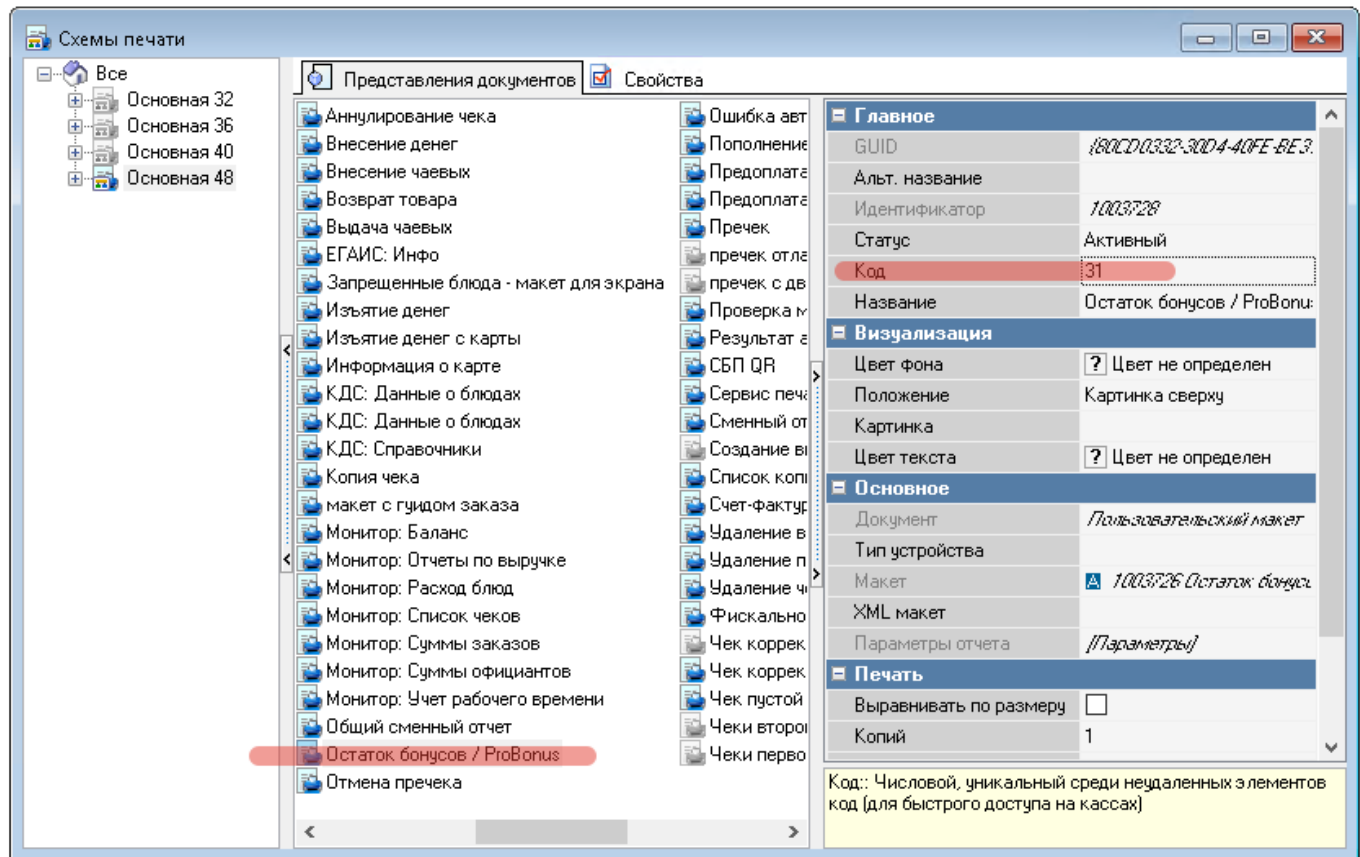 Схемы печати
Все
Основная 32
Основная 36
Основная 40
Основная 48
Представления документов
Свойства
Аннулирование чека
Внесение денег
Внесение чаевых
Возврат товара
Выдача чаевых
ЕГАИС: Инфо
Запрещенные блюда - макет для экрана
Изъятие денег
Изъятие денег с карты
Информация о карте
КДС: Данные о блюдах
КДС: Данные о блюдах
КДС: Справочники
Копия чека
макет с гуидом заказа
Монитор: Баланс
Монитор: Отчеты по выручке
Монитор: Расход блюд
Монитор: Список чеков
Монитор: Суммы заказов
Монитор: Суммы официантов
Монитор: Учет рабочего времени
Общий сменный отчет
Остаток бонусов / ProBonus
Отмена пречека
Ошибка авт
Пополнение
Предоплата
Предоплата
Пречек
пречек отла
пречек с дв
Проверка м
Результат а
СБП QR
Сервис печа
Сменный от
Создание ви
Список копи
Счет-фактур
Удаление в
Удаление п
Удаление че
Фискально
Чек коррек
Чек коррек
Чек пустой
Чеки второ
Чеки перво
Главное
GUID {80CD0332-30D4-40FE-BE3
Альт. название
Идентификатор 1003728
Статус Активный
Код 31
Название Остаток бонусов / ProBonu
Визуализация
Цвет фона ? Цвет не определен
Положение Картинка сверху
Картинка
Цвет текста ? Цвет не определен
Основное
Документ Пользовательский макет
Тип устройства
Макет A 1003726 Остаток бонус
XML макет
Параметры отчета [Параметры]
Печать
Выравнивать по размеру
Копий 1
Код:: Числовой, уникальный среди неудаленных элементов
код (для быстрого доступа на кассах)